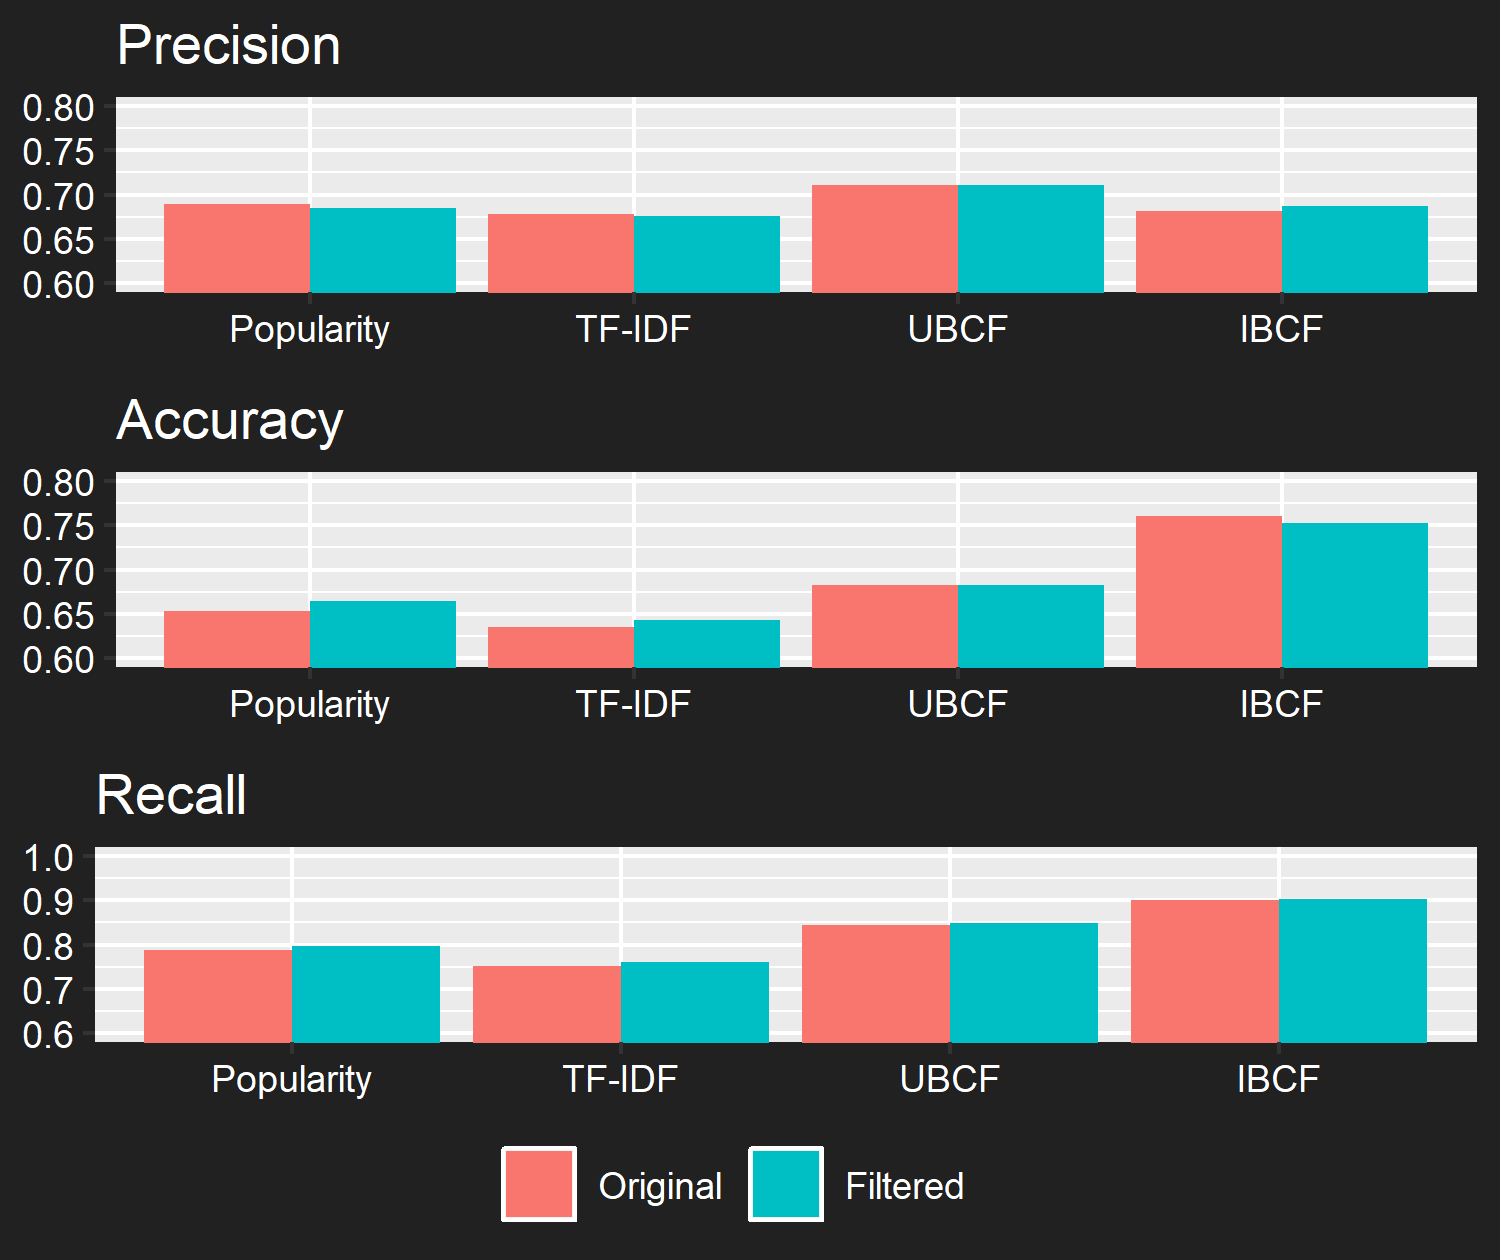 Precision
0.80
0.75
0.70
0.65
0.60
Popularity TF-IDF UBCF IBCF
Accuracy
0.80
0.75
0.70
0.65
0.60
Popularity TF-IDF UBCF IBCF
Recall
1.0
0.9
0.8
0.7
0.6
Popularity TF-IDF UBCF IBCF
Original Filtered